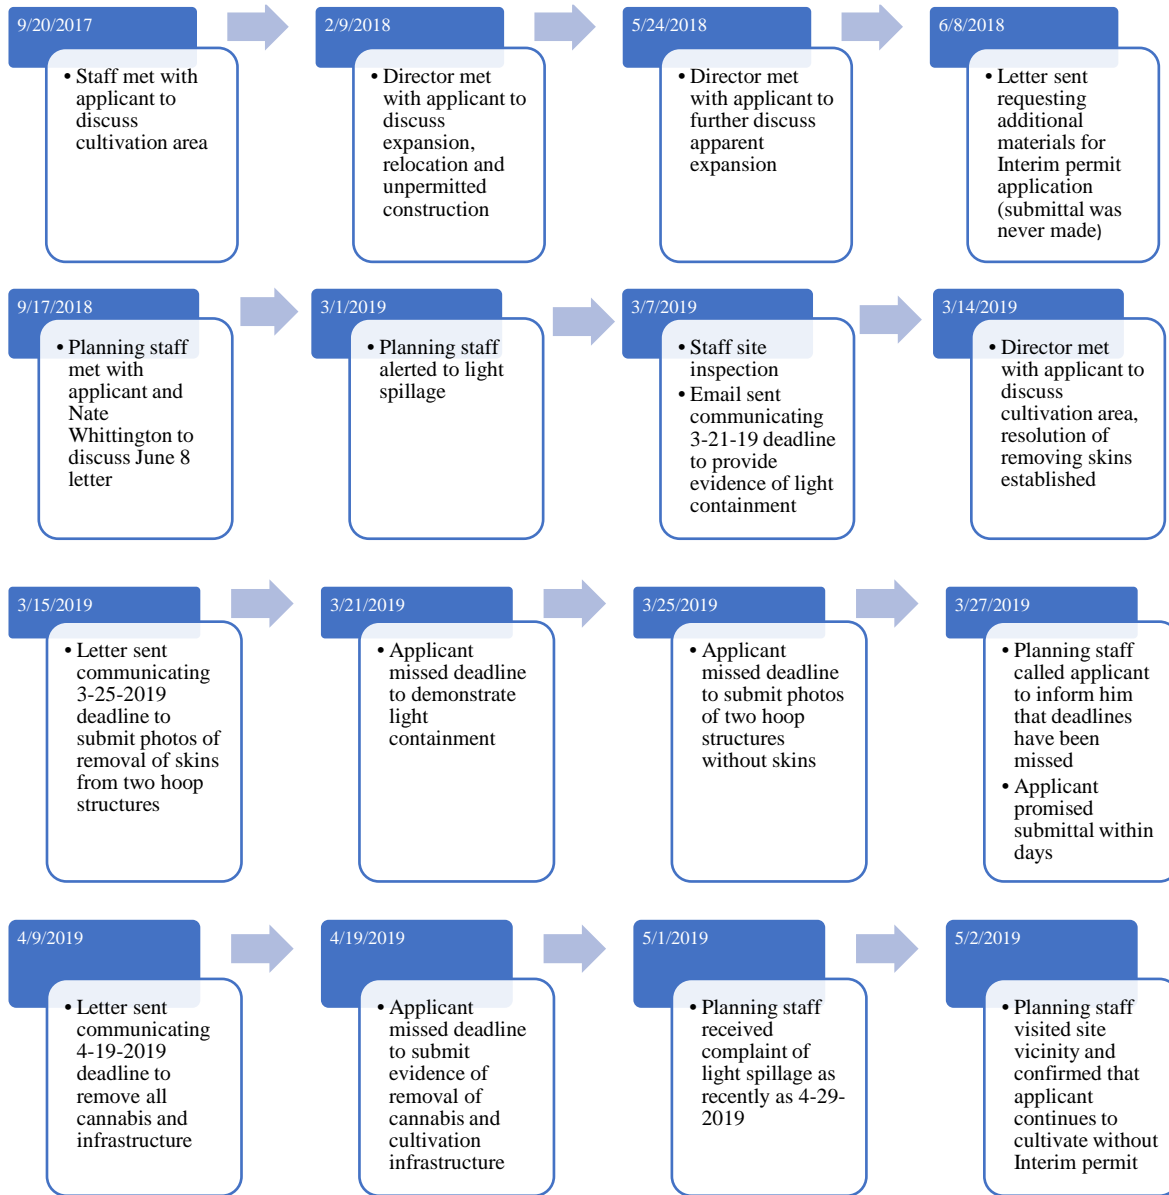 9/20/2017
• Staff met with
applicant to
discuss
cultivation area
2/9/2018
• Director met
with applicant to
discuss
expansion,
relocation and
unpermitted
construction
5/24/2018
• Director met
with applicant to
further discuss
apparent
expansion
6/8/2018
• Letter sent
requesting
additional
materials for
Interim permit
application
(submittal was
never made)
9/17/2018
• Planning staff
met with
applicant and
Nate
Whittington to
discuss June 8
letter
3/1/2019
• Planning staff
alerted to light
spillage
3/7/2019
• Staff site
inspection
• Email sent
communicating
3-21-19 deadline
to provide
evidence of light
containment
3/14/2019
• Director met
with applicant to
discuss
cultivation area,
resolution of
removing skins
established
3/15/2019
• Letter sent
communicating
3-25-2019
deadline to
submit photos of
removal of skins
from two hoop
structures
3/21/2019
• Applicant
missed deadline
to demonstrate
light
containment
3/25/2019
• Applicant
missed deadline
to submit photos
of two hoop
structures
without skins
3/27/2019
• Planning staff
called applicant
to inform him
that deadlines
have been
missed
• Applicant
promised
submittal within
days
4/9/2019
• Letter sent
communicating
4-19-2019
deadline to
remove all
cannabis and
infrastructure
4/19/2019
• Applicant
missed deadline
to submit
evidence of
removal of
cannabis and
cultivation
infrastructure
5/1/2019
• Planning staff
received
complaint of
light spillage as
recently as 4-29-
2019
5/2/2019
• Planning staff
visited site
vicinity and
confirmed that
applicant
continues to
cultivate without
Interim permit